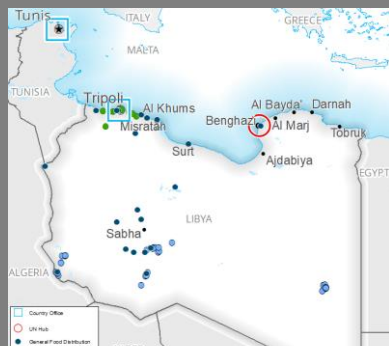 Tunis
ITALY
GREECE
MALTA
TUNISIA
Tripoli
Al Khums
Misratah
Surt
Benghazi
Al Bayda'
Darnah
Al Marj
Tobruk
Ajdabiya
EGYPT
LIBYA
Sabha
ALGERIA
Country Office
UN Hub
General Food Distribution